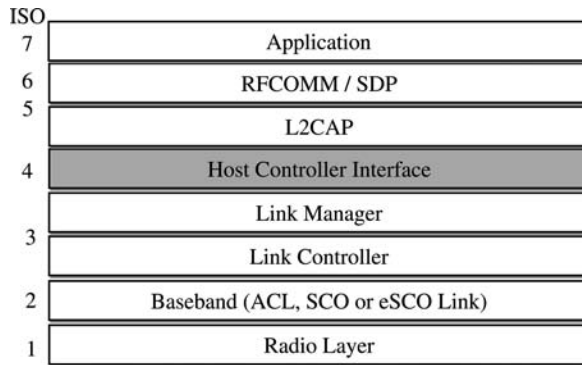 ISO
7 Application
6 RFCOMM / SDP
5
L2CAP
4 Host Controller Interface
Link Manager
3
Link Controller
2 Baseband (ACL, SCO or eSCO Link)
1 Radio Layer